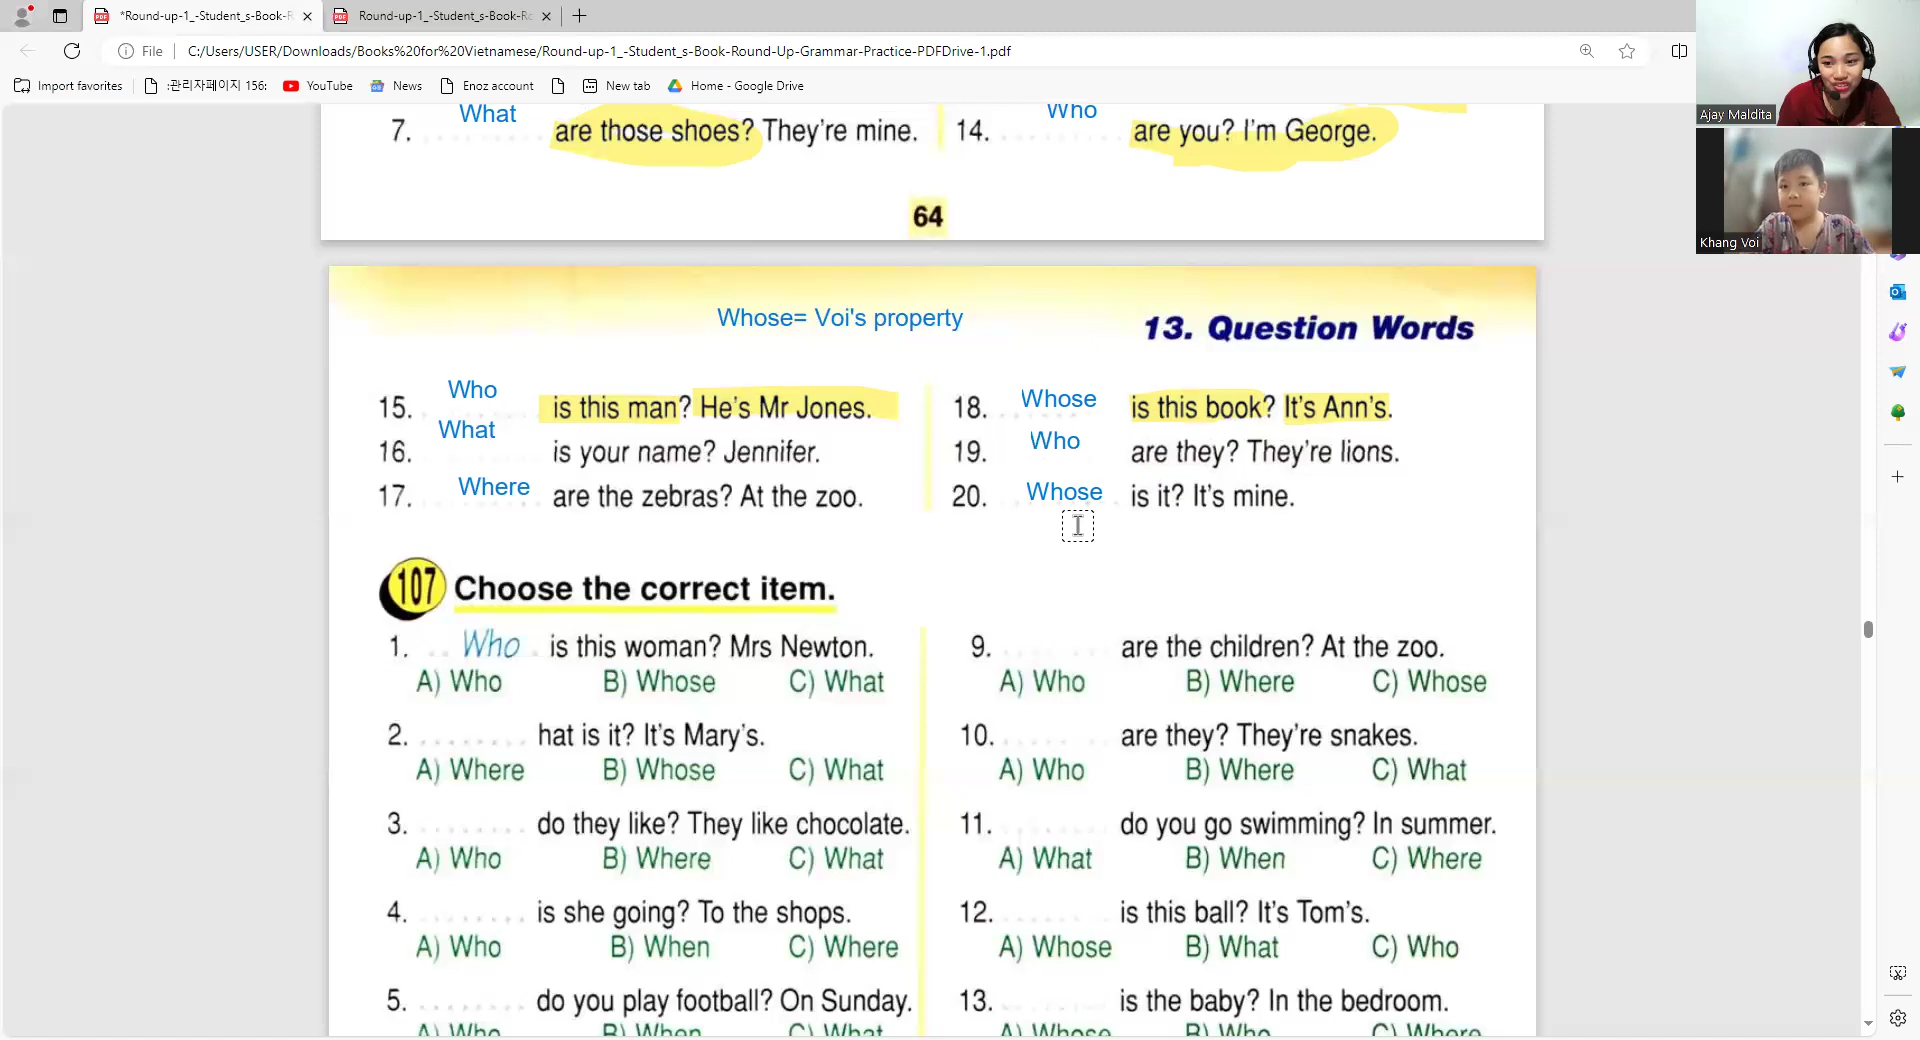 *Round-up-1_-Student_s-Book-R
Round-up-1_-Student_s-Book-Ro
File
C:/Users/USER/Downloads/Books%20for%20Vietnamese/Round-up-1_-Student_s-Book-Round-Up-Grammar-Practice-PDFDrive-1.pdf
Import favorites
:관리자페이지 156:
YouTube
News
Enoz account
New tab
Home - Google Drive
Ajay Maldita
Khang Voi
What
7. are those shoes? They're mine.
Who
14. are you? I'm George.
64
Whose= Voi's property
13. Question Words
Who
15. is this man? He's Mr Jones.
What
16. is your name? Jennifer.
Where
17. are the zebras? At the zoo.
Whose
18. is this book? It's Ann's.
Who
19. are they? They're lions.
Whose
20. is it? It's mine.
107 Choose the correct item.
1. Who is this woman? Mrs Newton.
A) Who B) Whose C) What
2. ........ hat is it? It's Mary's.
A) Where B) Whose C) What
3. ........ do they like? They like chocolate.
A) Who B) Where C) What
4. ........ is she going? To the shops.
A) Who B) When C) Where
5. ........ do you play football? On Sunday.
A) Who B) When C) What
9. are the children? At the zoo.
A) Who B) Where C) Whose
10. are they? They're snakes.
A) Who B) Where C) What
11. do you go swimming? In summer.
A) What B) When C) Where
12. is this ball? It's Tom's.
A) Whose B) What C) Who
13. is the baby? In the bedroom.
A) Whose B) Who C) Where